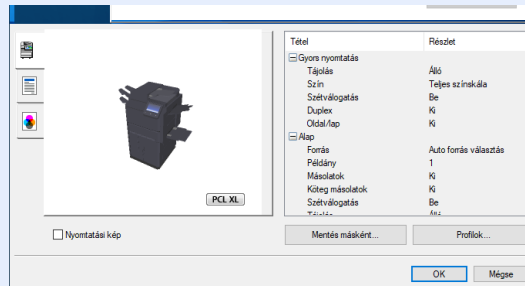 Tétel Részlet
Gyors nyomtatás
Tájolás Álló
Szín Teljes színskála
Szétválogatás Be
Duplex Ki
Oldal/lap Ki
Alap
Forrás Auto forrás választás
Példány 1
Másolatok Ki
Köteg másolatok Ki
Szétválogatás Be
Tájolás Álló
PCL XL
Nyomtatási kép
Mentés másként... Profilok...
OK Mégse